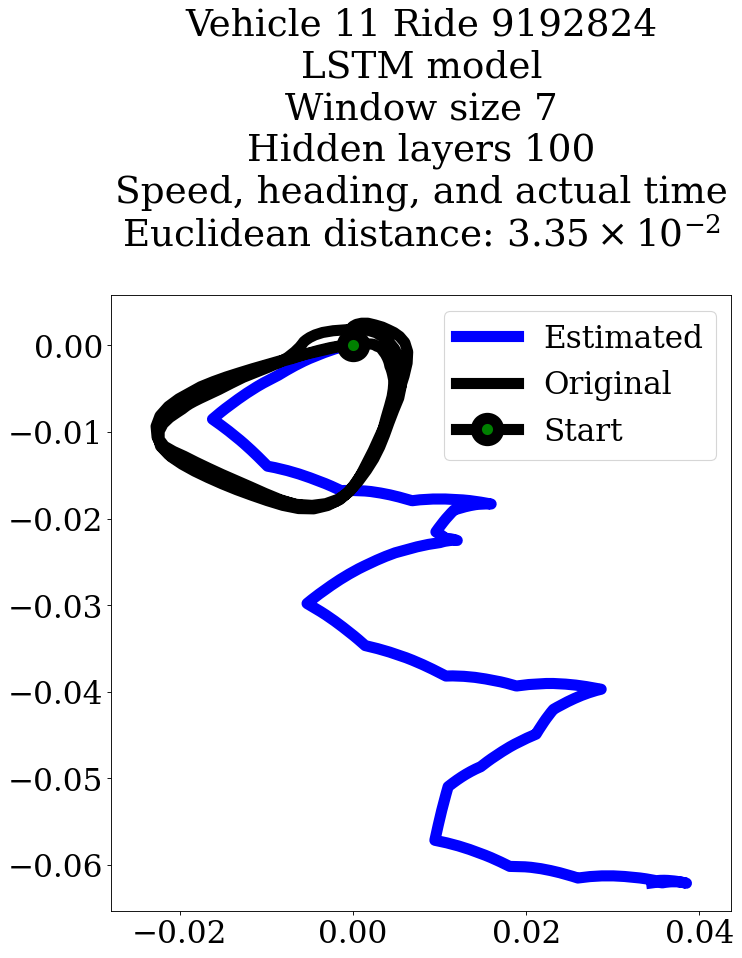 Vehicle 11 Ride 9192824
LSTM model
Window size 7
Hidden layers 100
Speed, heading, and actual time
Euclidean distance: 3.35 × 10⁻²
Estimated
Original
Start
0.00
−0.01
−0.02
−0.03
−0.04
−0.05
−0.06
−0.02 0.00 0.02 0.04